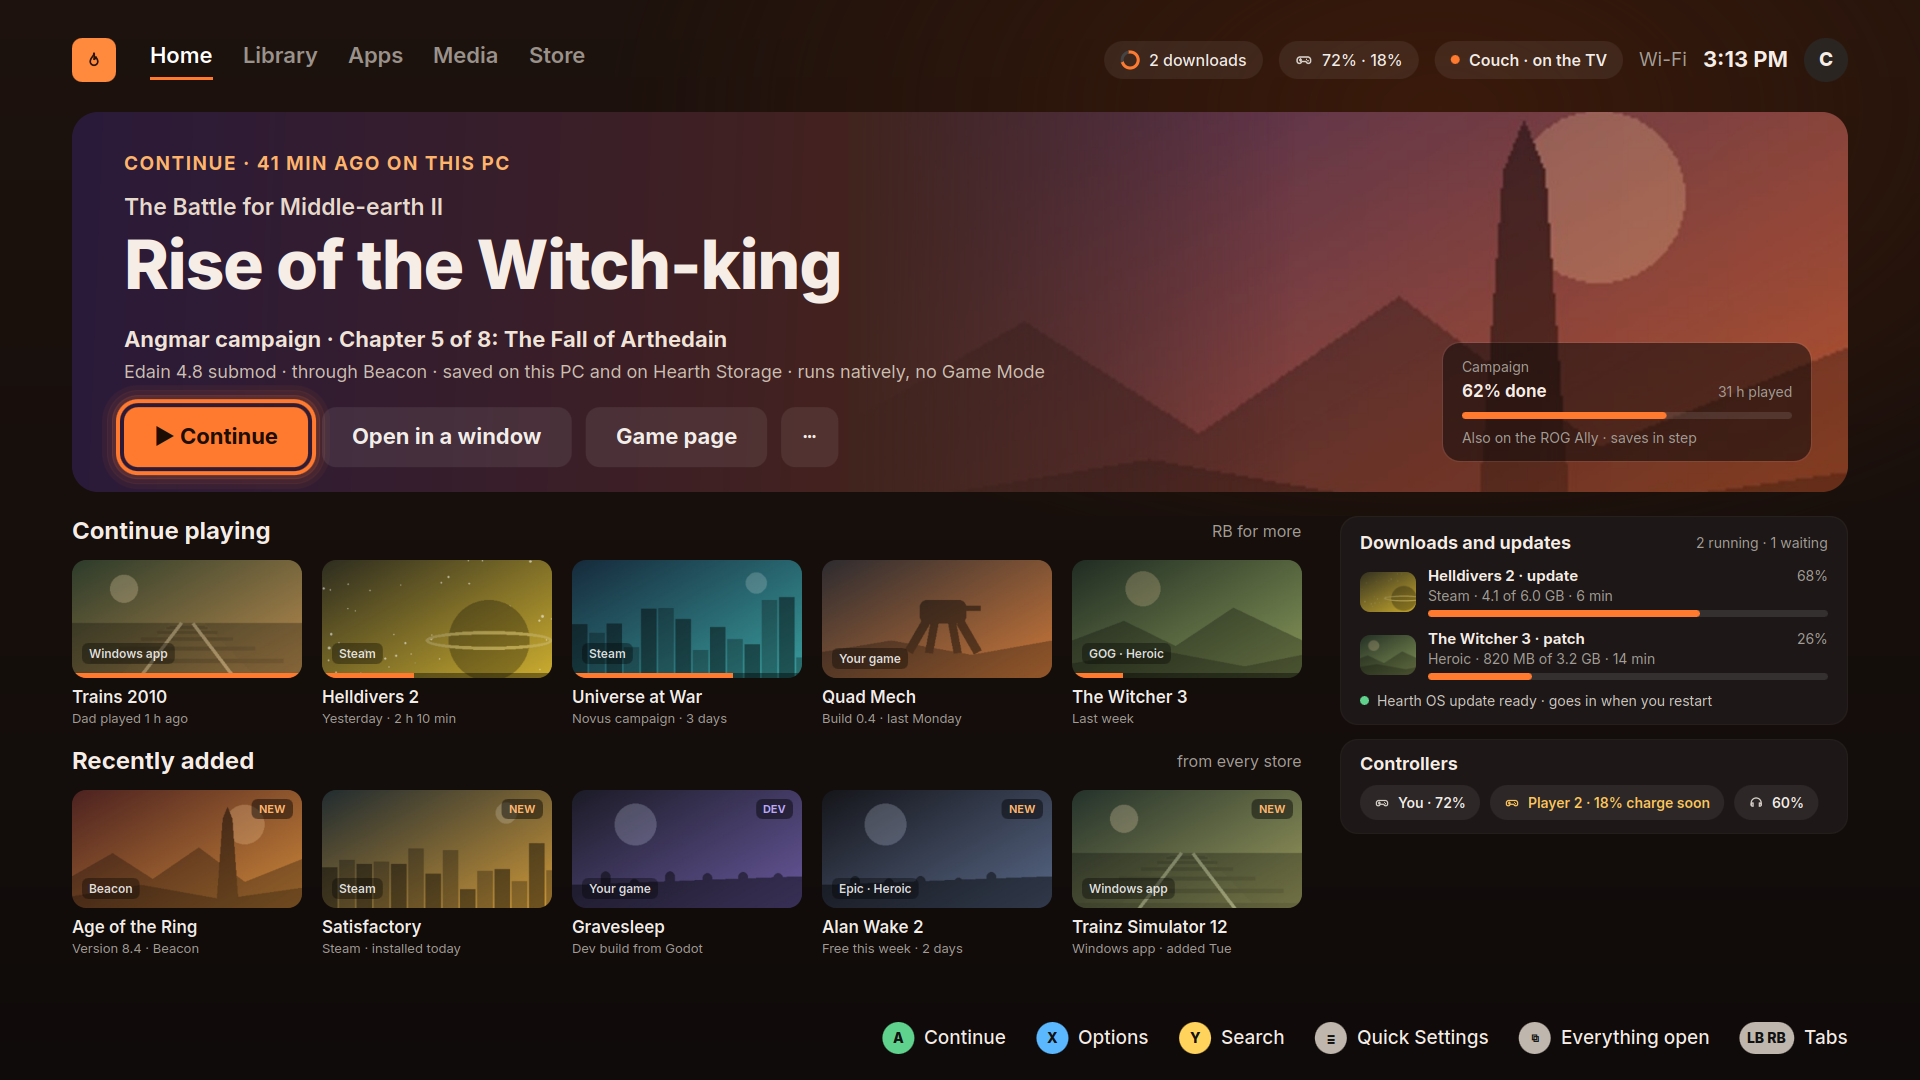 Home Library Apps Media Store
2 downloads
72% · 18%
Couch · on the TV
Wi-Fi
3:13 PM
C
CONTINUE · 41 MIN AGO ON THIS PC
The Battle for Middle-earth II
Rise of the Witch-king
Angmar campaign · Chapter 5 of 8: The Fall of Arthedain
Edain 4.8 submod · through Beacon · saved on this PC and on Hearth Storage · runs natively, no Game Mode
▶ Continue
Open in a window
Game page
···
Campaign
62% done
31 h played
Also on the ROG Ally · saves in step
Continue playing
RB for more
Windows app
Trains 2010
Dad played 1 h ago
Steam
Helldivers 2
Yesterday · 2 h 10 min
Steam
Universe at War
Novus campaign · 3 days
Your game
Quad Mech
Build 0.4 · last Monday
GOG · Heroic
The Witcher 3
Last week
Recently added
from every store
NEW
Beacon
Age of the Ring
Version 8.4 · Beacon
NEW
Steam
Satisfactory
Steam · installed today
DEV
Your game
Gravesleep
Dev build from Godot
NEW
Epic · Heroic
Alan Wake 2
Free this week · 2 days
NEW
Windows app
Trainz Simulator 12
Windows app · added Tue
Downloads and updates
2 running · 1 waiting
Helldivers 2 · update
68%
Steam · 4.1 of 6.0 GB · 6 min
The Witcher 3 · patch
26%
Heroic · 820 MB of 3.2 GB · 14 min
Hearth OS update ready · goes in when you restart
Controllers
You · 72%
Player 2 · 18% charge soon
60%
A Continue
X Options
Y Search
Quick Settings
Everything open
LB RB Tabs